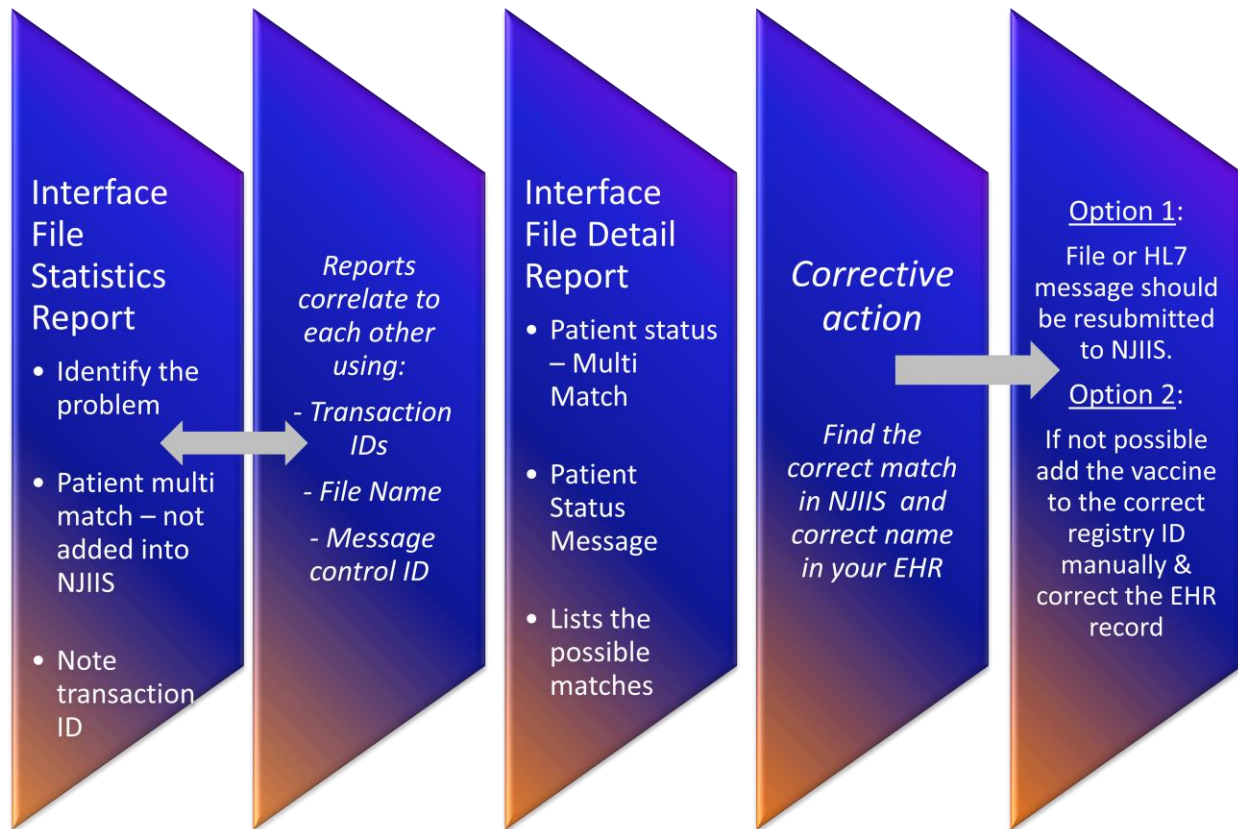 Interface
File
Statistics
Report
• Identify the
problem
• Patient multi
match – not
added into
NJIIS
• Note
transaction
ID
Reports
correlate to
each other
using:
- Transaction
IDs
- File Name
- Message
control ID
Interface
File Detail
Report
• Patient status
– Multi
Match
• Patient
Status
Message
• Lists the
possible
matches
Corrective
action
Find the
correct match
in NJIIS and
correct name
in your EHR
Option 1:
File or HL7
message should
be resubmitted
to NJIIS.
Option 2:
If not possible
add the vaccine
to the correct
registry ID
manually &
correct the EHR
record